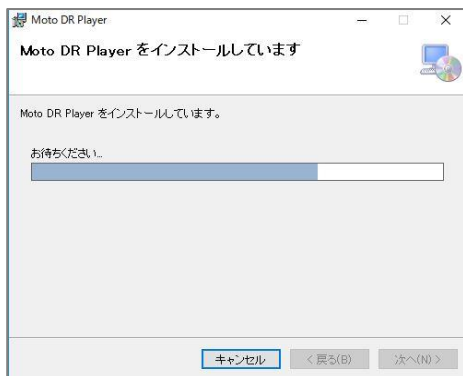 Moto DR Player
Moto DR Player をインストールしています
Moto DR Player をインストールしています。
お待ちください...
キャンセル
< 戻る(B)
次へ(N) >